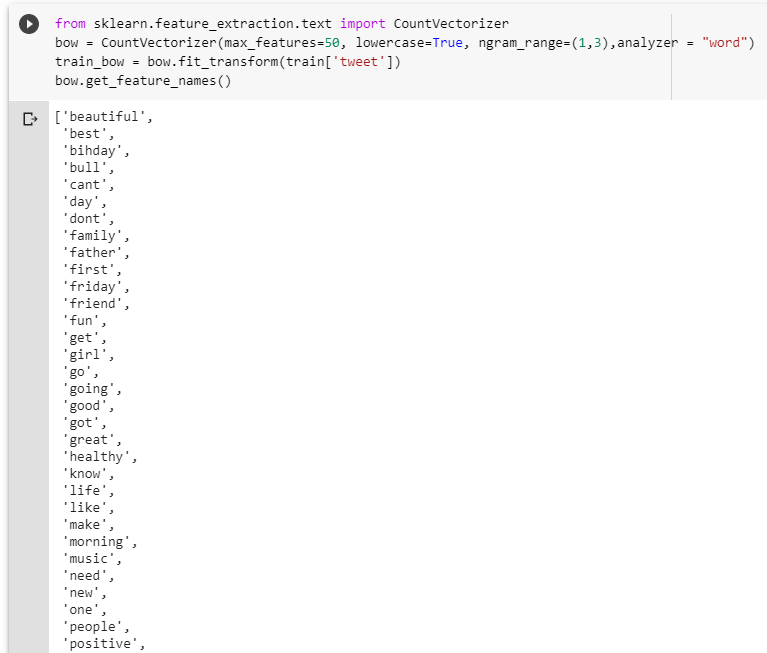 from sklearn.feature_extraction.text import CountVectorizer
bow = CountVectorizer(max_features=50, lowercase=True, ngram_range=(1,3),analyzer = "word")
train_bow = bow.fit_transform(train['tweet'])
bow.get_feature_names()
['beautiful',
'best',
'bihday',
'bull',
'cant',
'day',
'dont',
'family',
'father',
'first',
'friday',
'friend',
'fun',
'get',
'girl',
'go',
'going',
'good',
'got',
'great',
'healthy',
'know',
'life',
'like',
'make',
'morning',
'music',
'need',
'new',
'one',
'people',
'positive',